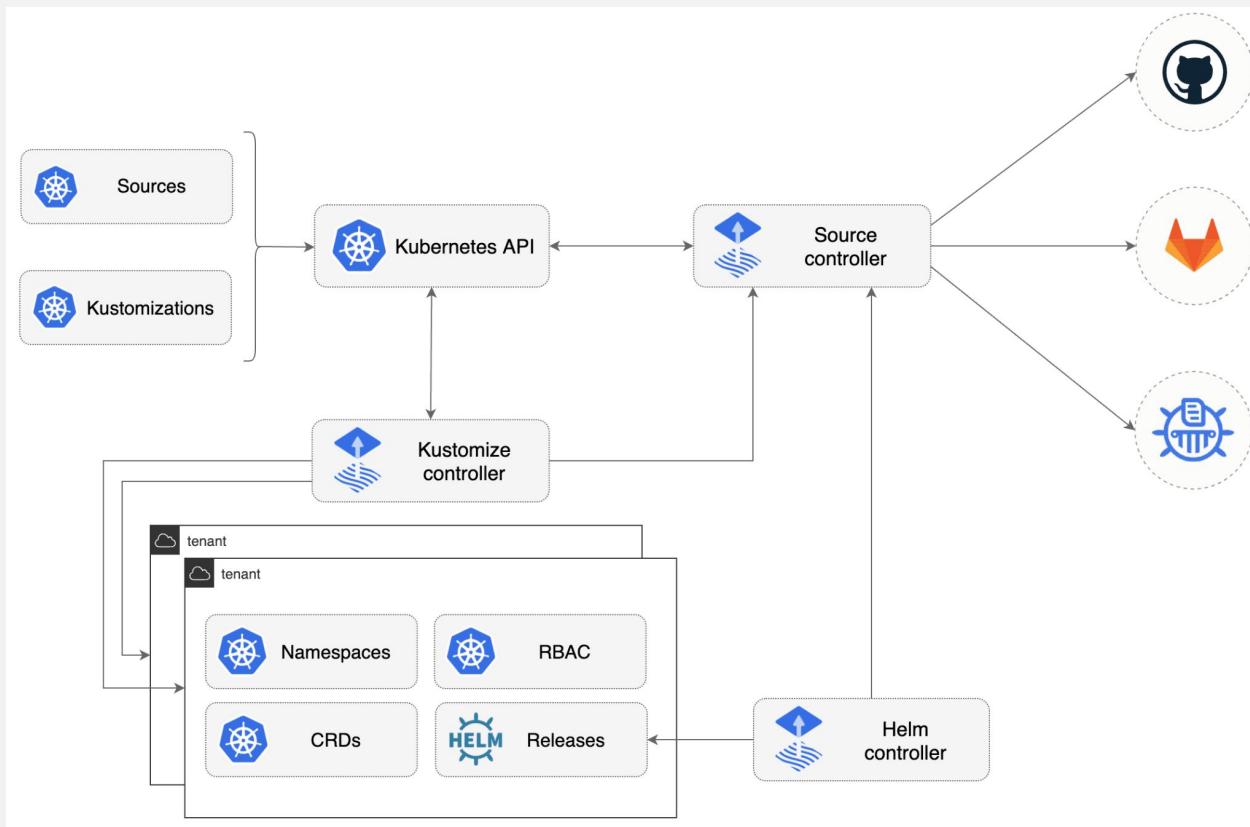 Sources
Kustomizations
Kubernetes API
Source
controller
Kustomize
controller
tenant
tenant
Namespaces
RBAC
CRDs
HELM
Releases
Helm
controller